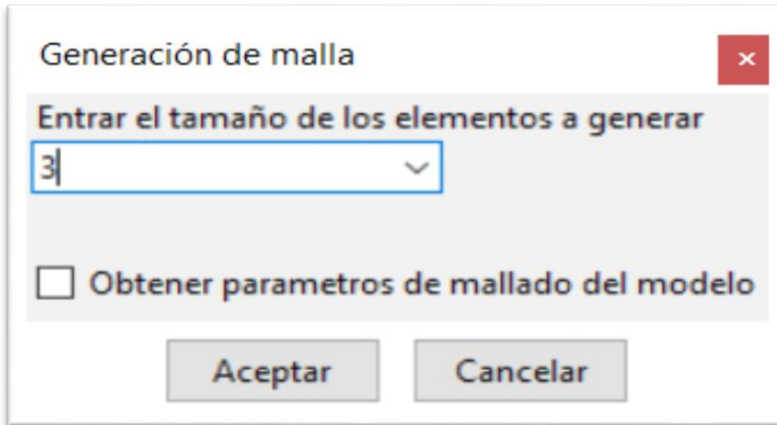 Generación de malla
Entrar el tamaño de los elementos a generar
3
Obtener parametros de mallado del modelo
Aceptar Cancelar